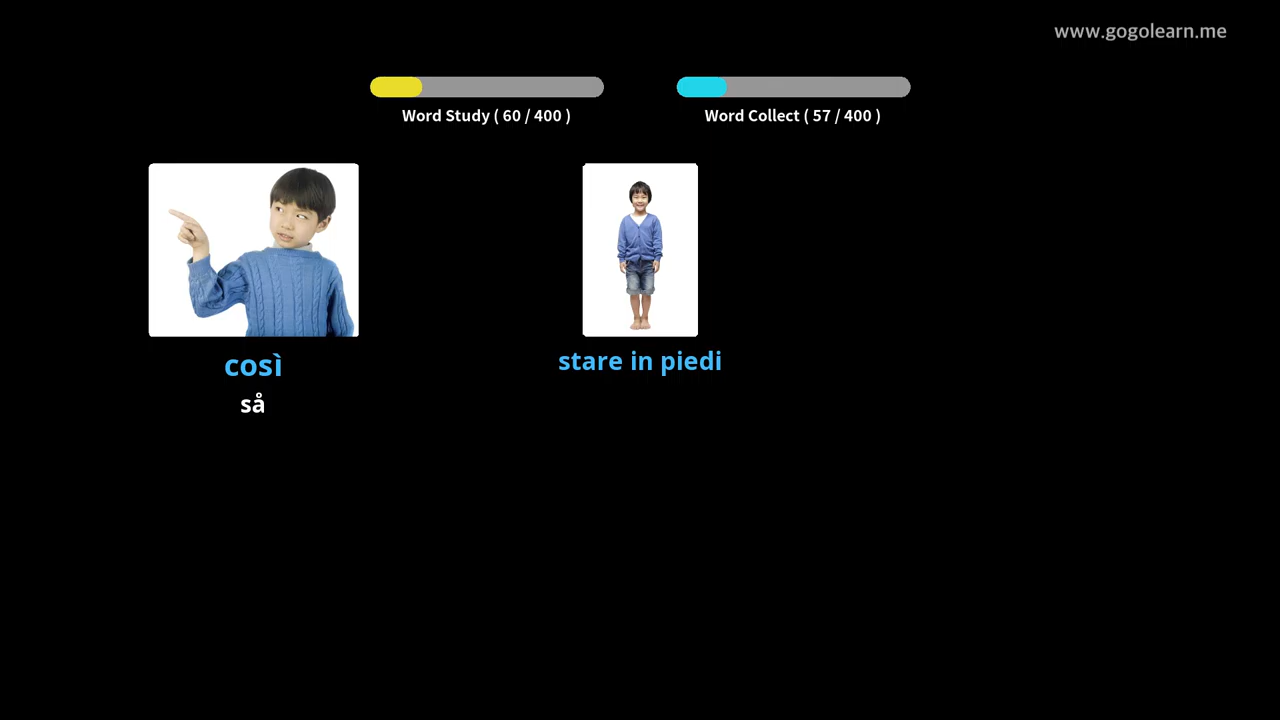 www.gogolearn.me
Word Study ( 60 / 400 )
Word Collect ( 57 / 400 )
così
så
stare in piedi